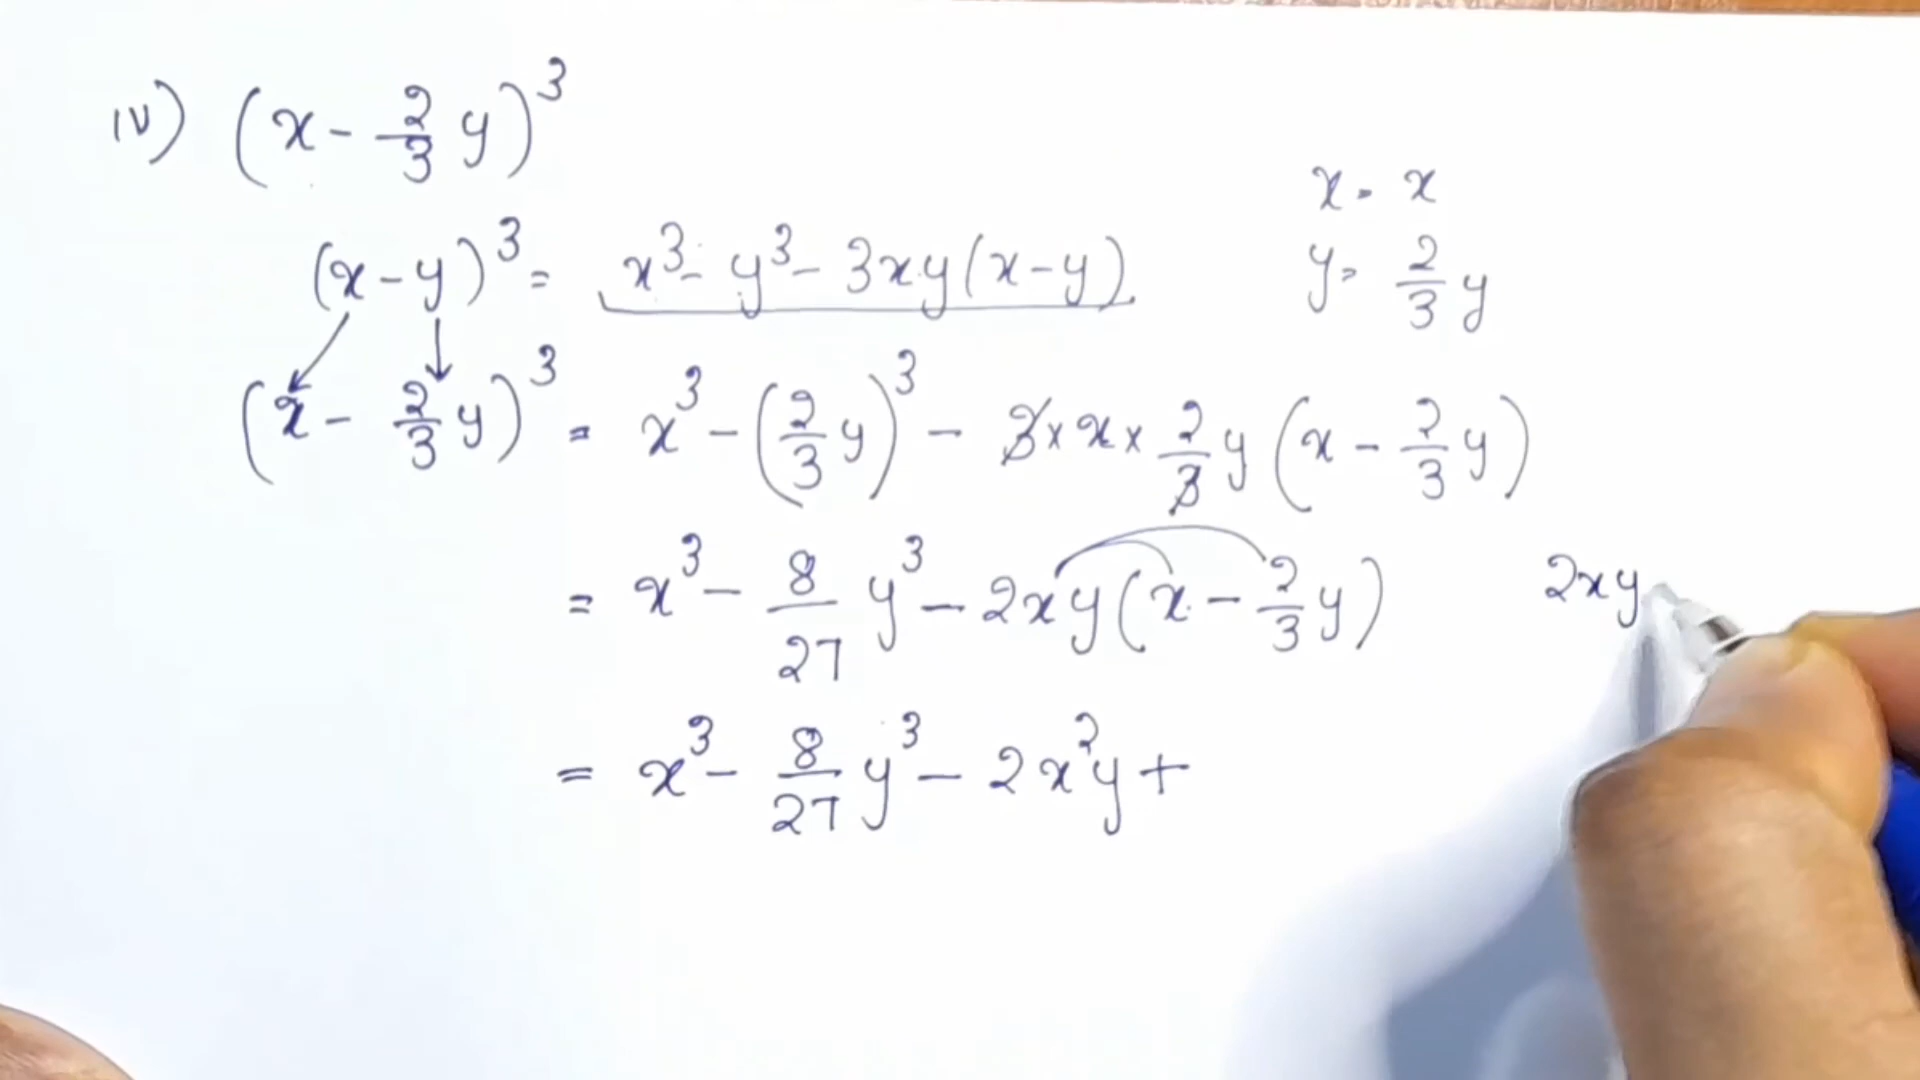 iv) (x - 2/3 y)³
x = x
(x - y)³ = x³ - y³ - 3xy(x - y)
y = 2/3 y
(x - 2/3 y)³ = x³ - (2/3 y)³ - 3 × x × 2/3 y (x - 2/3 y)
= x³ - 8/27 y³ - 2xy(x - 2/3 y)
2xy
= x³ - 8/27 y³ - 2x²y +